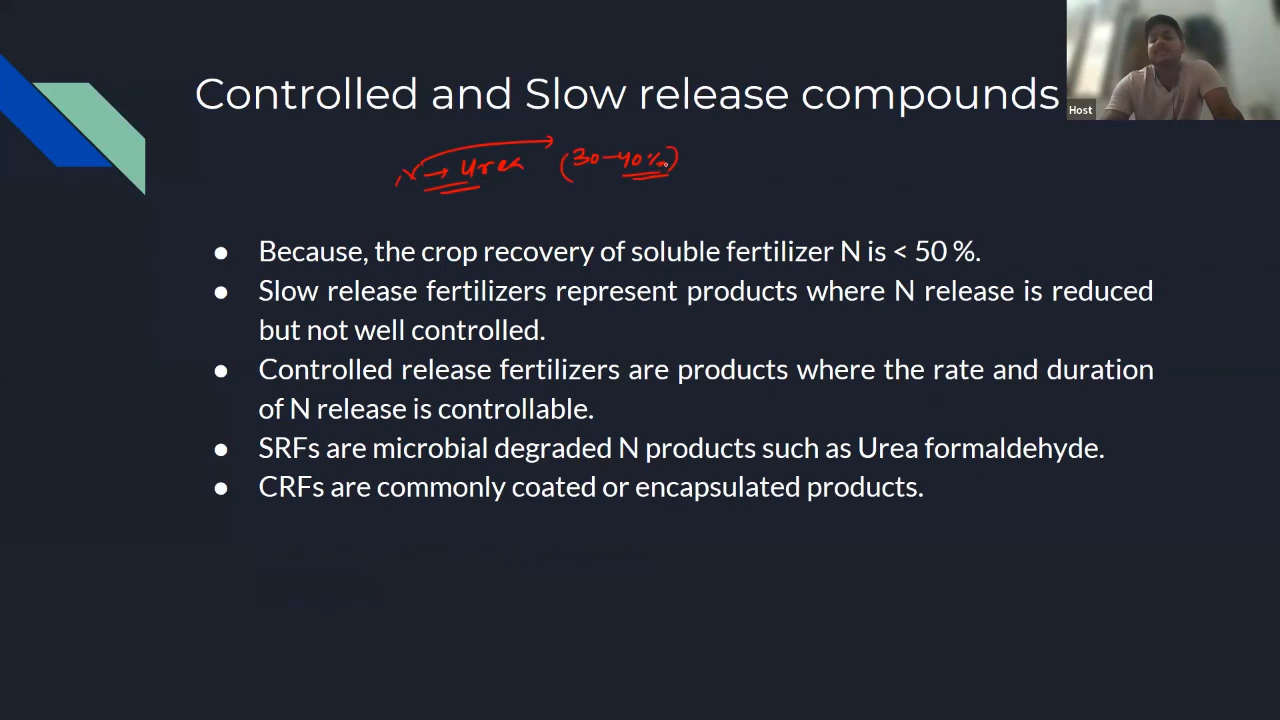 Controlled and Slow release compounds
Host
N → Urea (30-40%)
● Because, the crop recovery of soluble fertilizer N is < 50 %.
● Slow release fertilizers represent products where N release is reduced
but not well controlled.
● Controlled release fertilizers are products where the rate and duration
of N release is controllable.
● SRFs are microbial degraded N products such as Urea formaldehyde.
● CRFs are commonly coated or encapsulated products.